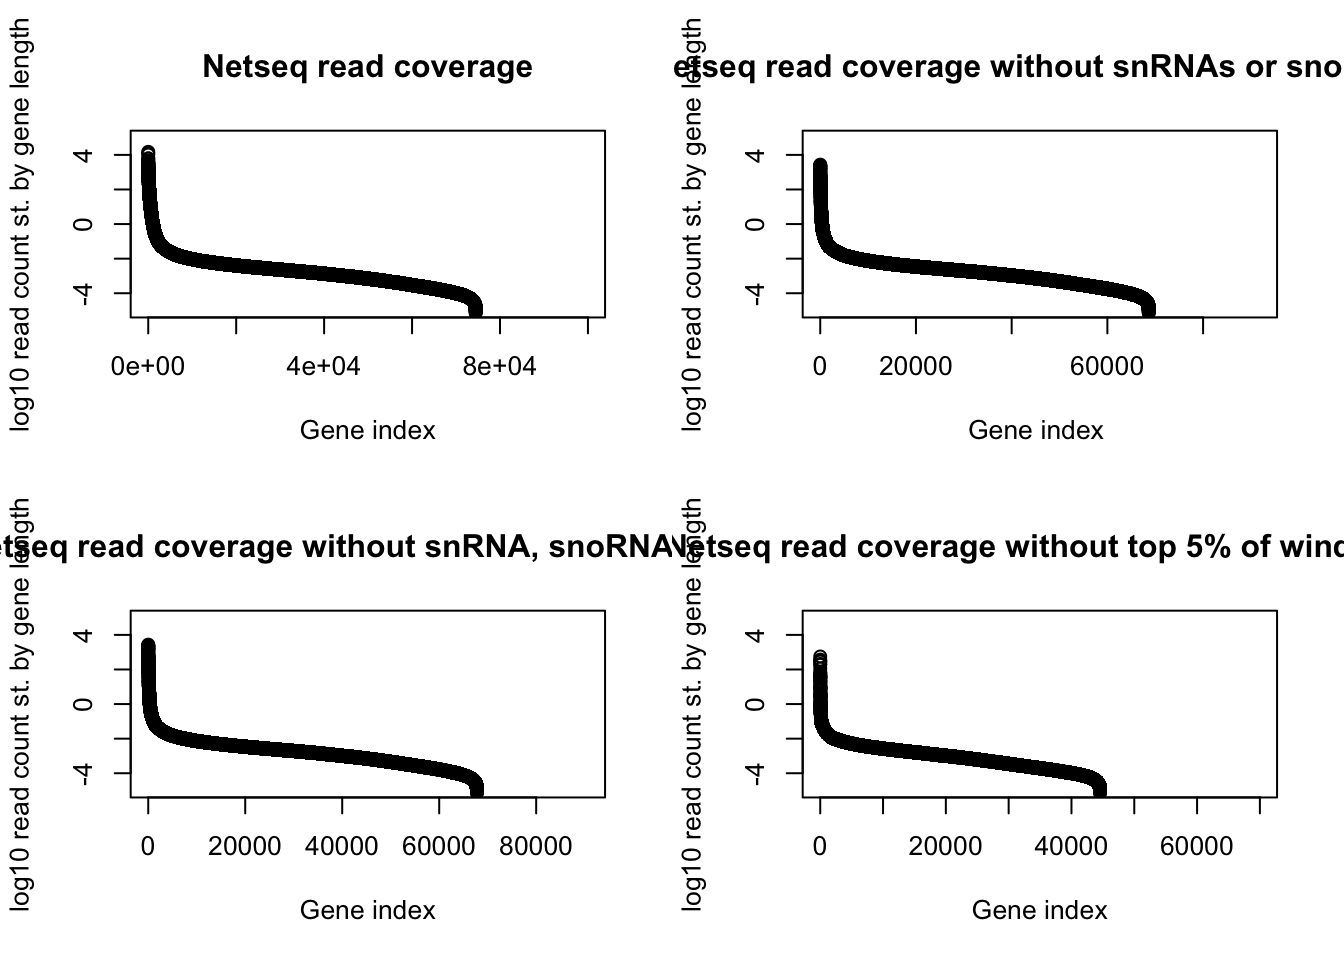 Netseq read coverage
log10 read count st. by gene length
4
0
-4
0e+00 4e+04 8e+04
Gene index
etseq read coverage without snRNAs or sno
log10 read count st. by gene length
4
0
-4
0 20000 60000
Gene index
etseq read coverage without snRNA, snoRNA
log10 read count st. by gene length
4
0
-4
0 20000 40000 60000 80000
Gene index
Netseq read coverage without top 5% of wind
log10 read count st. by gene length
4
0
-4
0 20000 40000 60000
Gene index